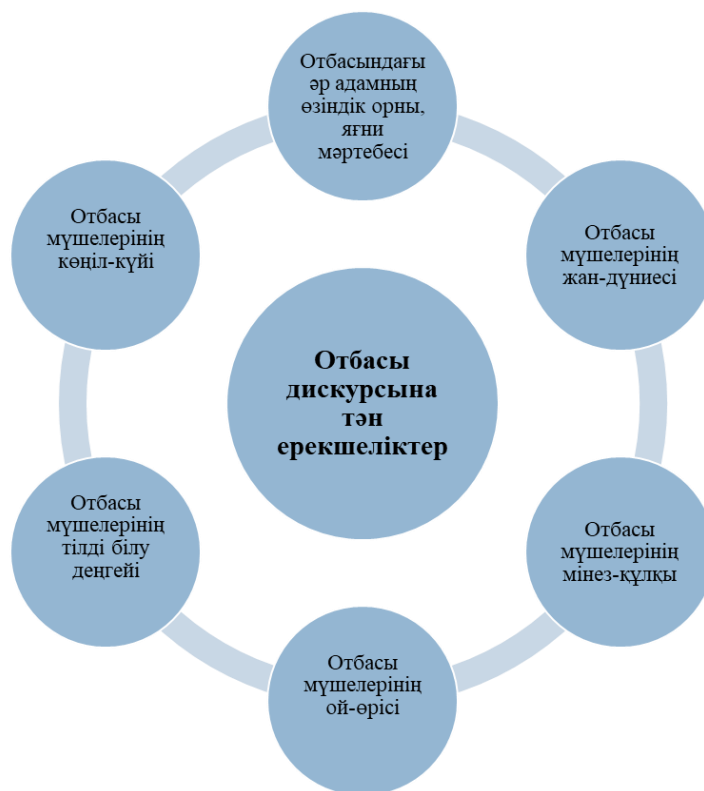 Отбасындағы
әр адамның
өзіндік орны,
яғни
мәртебесі
Отбасы
мүшелерінің
жан-дүниесі
Отбасы
мүшелерінің
мінез-құлқы
Отбасы
мүшелерінің
ой-өрісі
Отбасы
мүшелерінің
тілді білу
деңгейі
Отбасы
мүшелерінің
көңіл-күйі
Отбасы
дискурсына
тән
ерекшеліктер